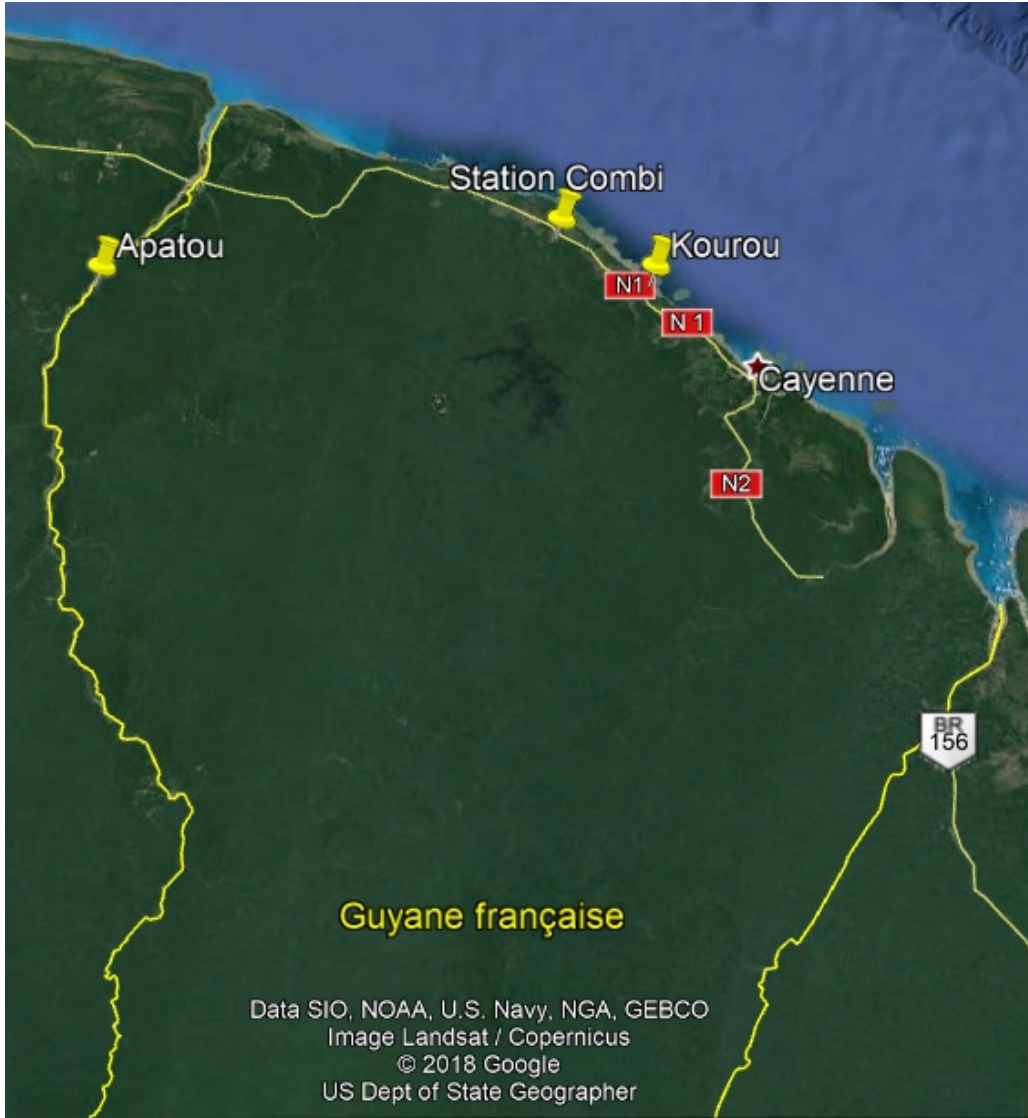 Station Combi
Apatou
Kourou
N1
N 1
Cayenne
N2
BR
156
Guyane française
Data SIO, NOAA, U.S. Navy, NGA, GEBCO
Image Landsat / Copernicus
© 2018 Google
US Dept of State Geographer